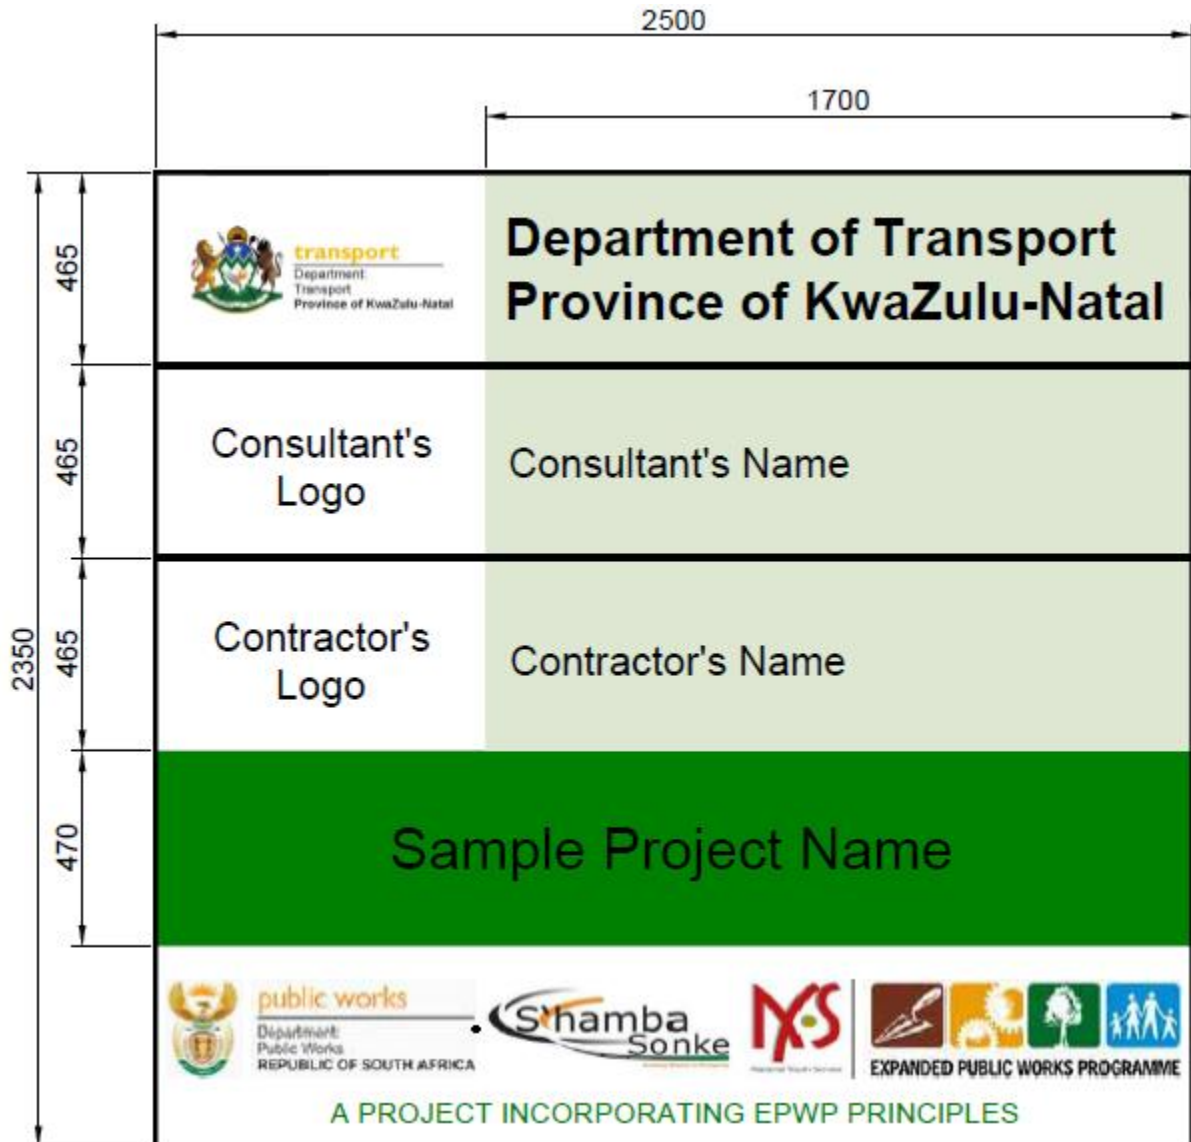 2500
1700
465
transport
Department:
Transport
Province of KwaZulu-Natal
Department of Transport
Province of KwaZulu-Natal
465
Consultant's
Logo
Consultant's Name
2350
465
Contractor's
Logo
Contractor's Name
470
Sample Project Name
public works
Department:
Public Works
REPUBLIC OF SOUTH AFRICA
S'hamba
Sonke
NYS
EXPANDED PUBLIC WORKS PROGRAMME
A PROJECT INCORPORATING EPWP PRINCIPLES